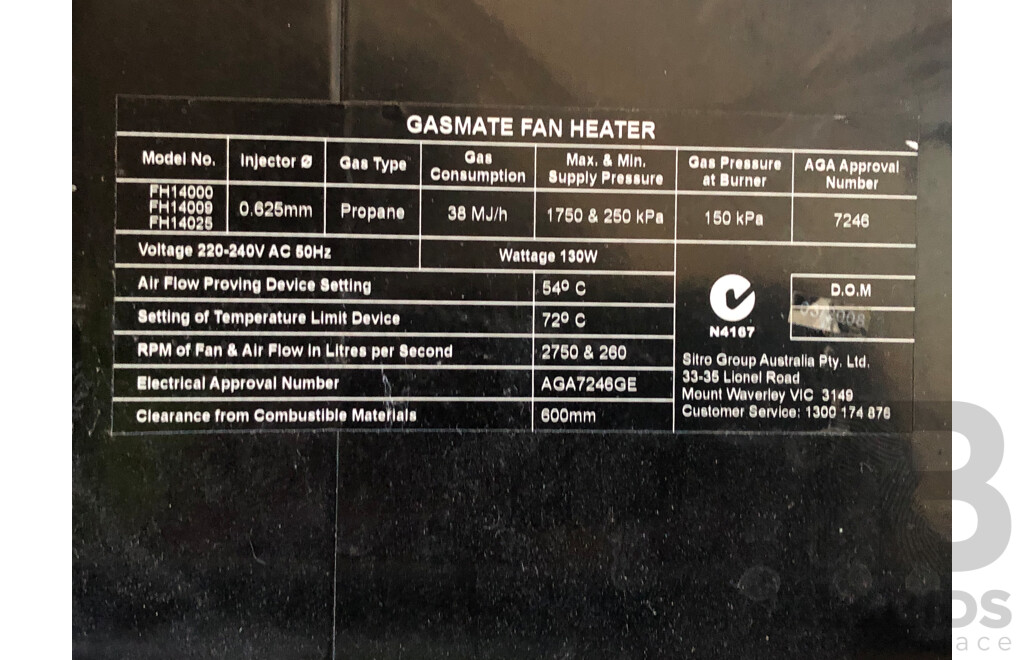 GASMATE FAN HEATER
Model No. Injector Ø Gas Type Gas Consumption Max. & Min. Supply Pressure Gas Pressure at Burner AGA Approval Number
FH14000
FH14009
FH14025
0.625mm Propane 38 MJ/h 1750 & 250 kPa 150 kPa 7246
Voltage 220-240V AC 50Hz Wattage 130W
Air Flow Proving Device Setting 54º C
Setting of Temperature Limit Device 72º C
RPM of Fan & Air Flow in Litres per Second 2750 & 260
Electrical Approval Number AGA7246GE
Clearance from Combustible Materials 600mm
N4167
D.O.M
Sitro Group Australia Pty. Ltd.
33-35 Lionel Road
Mount Waverley VIC 3149
Customer Service: 1300 174 876